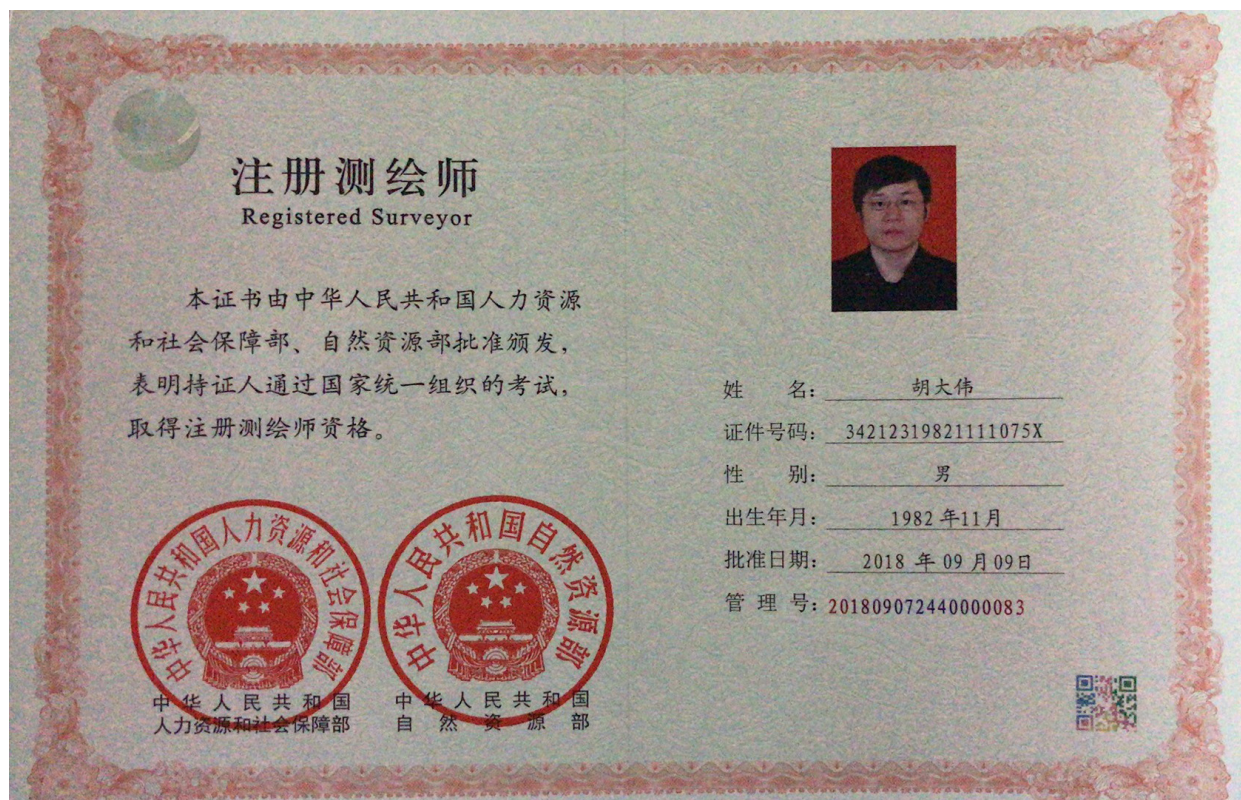 注册测绘师
Registered Surveyor
本证书由中华人民共和国人力资源
和社会保障部、自然资源部批准颁发，
表明持证人通过国家统一组织的考试，
取得注册测绘师资格。
中华人民共和国人力资源和社会保障部
中华人民共和国自然资源部
中华人民共和国
人力资源和社会保障部
中华人民共和国
自然资源部
姓名：胡大伟
证件号码：34212319821111075X
性别：男
出生年月：1982年11月
批准日期：2018年09月09日
管理号：201809072440000083